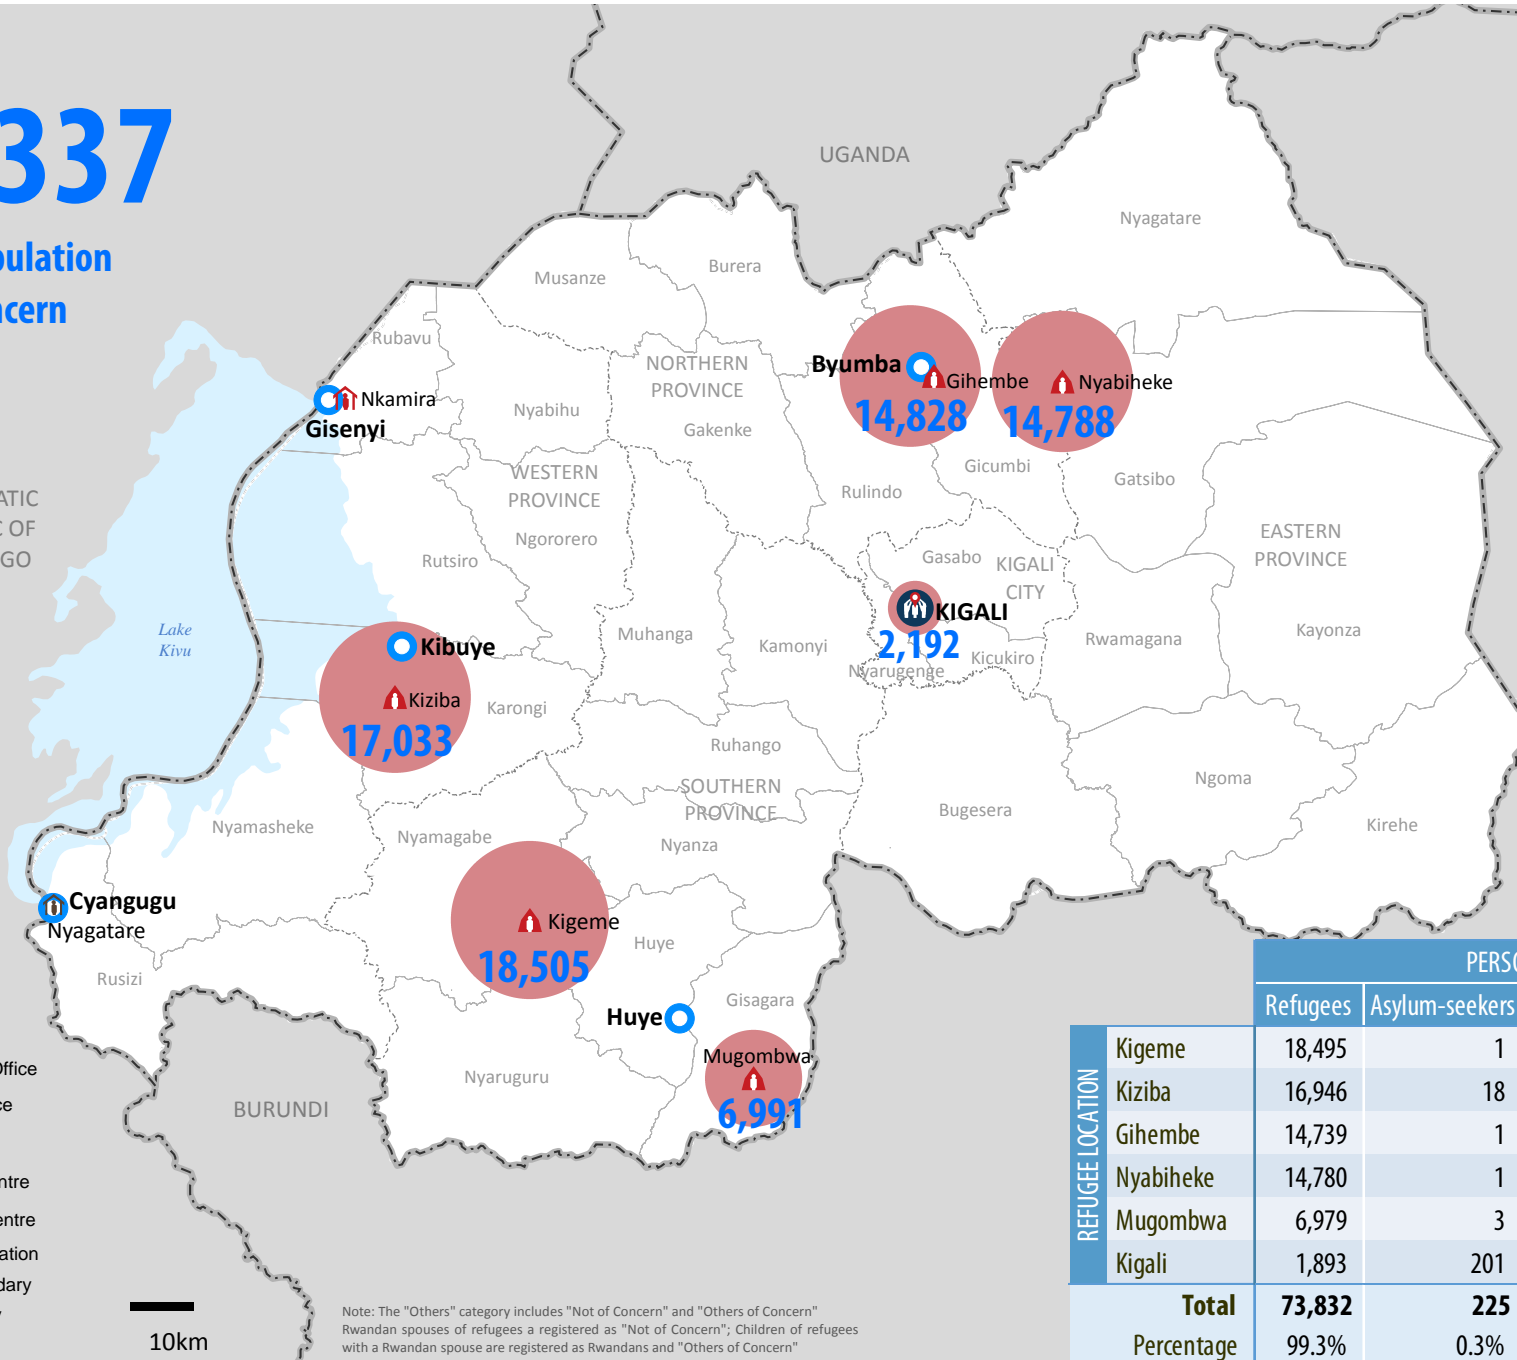 337
pulation
ncern
UGANDA
Nyagatare
Burera
Musanze
Rubavu
NORTHERN
PROVINCE
Byumba
Gihembe
Nyabiheke
14,828
14,788
Nkamira
Gisenyi
Nyabihu
Gakenke
Gicumbi
Gatsibo
WESTERN
PROVINCE
Rulindo
ATIC
C OF
GO
EASTERN
PROVINCE
Ngororero
Rutsiro
Gasabo
KIGALI
CITY
KIGALI
2,192
Lake
Kivu
Kibuye
Muhanga
Kamonyi
Nyarugenge
Kicukiro
Rwamagana
Kayonza
Kiziba
17,033
Karongi
Ruhango
SOUTHERN
PROVINCE
Ngoma
Bugesera
Kirehe
Nyamasheke
Nyamagabe
Nyanza
Cyangugu
Nyagatare
Kigeme
18,505
Huye
Rusizi
Gisagara
Huye
Mugombwa
6,991
Nyaruguru
BURUNDI
Office
ce
ntre
entre
ation
dary
10km
Note: The "Others" category includes "Not of Concern" and "Others of Concern"
Rwandan spouses of refugees a registered as "Not of Concern"; Children of refugees
with a Rwandan spouse are registered as Rwandans and "Others of Concern"
PERSO
Refugees Asylum-seekers
REFUGEE LOCATION
Kigeme 18,495 1
Kiziba 16,946 18
Gihembe 14,739 1
Nyabiheke 14,780 1
Mugombwa 6,979 3
Kigali 1,893 201
Total 73,832 225
Percentage 99.3% 0.3%